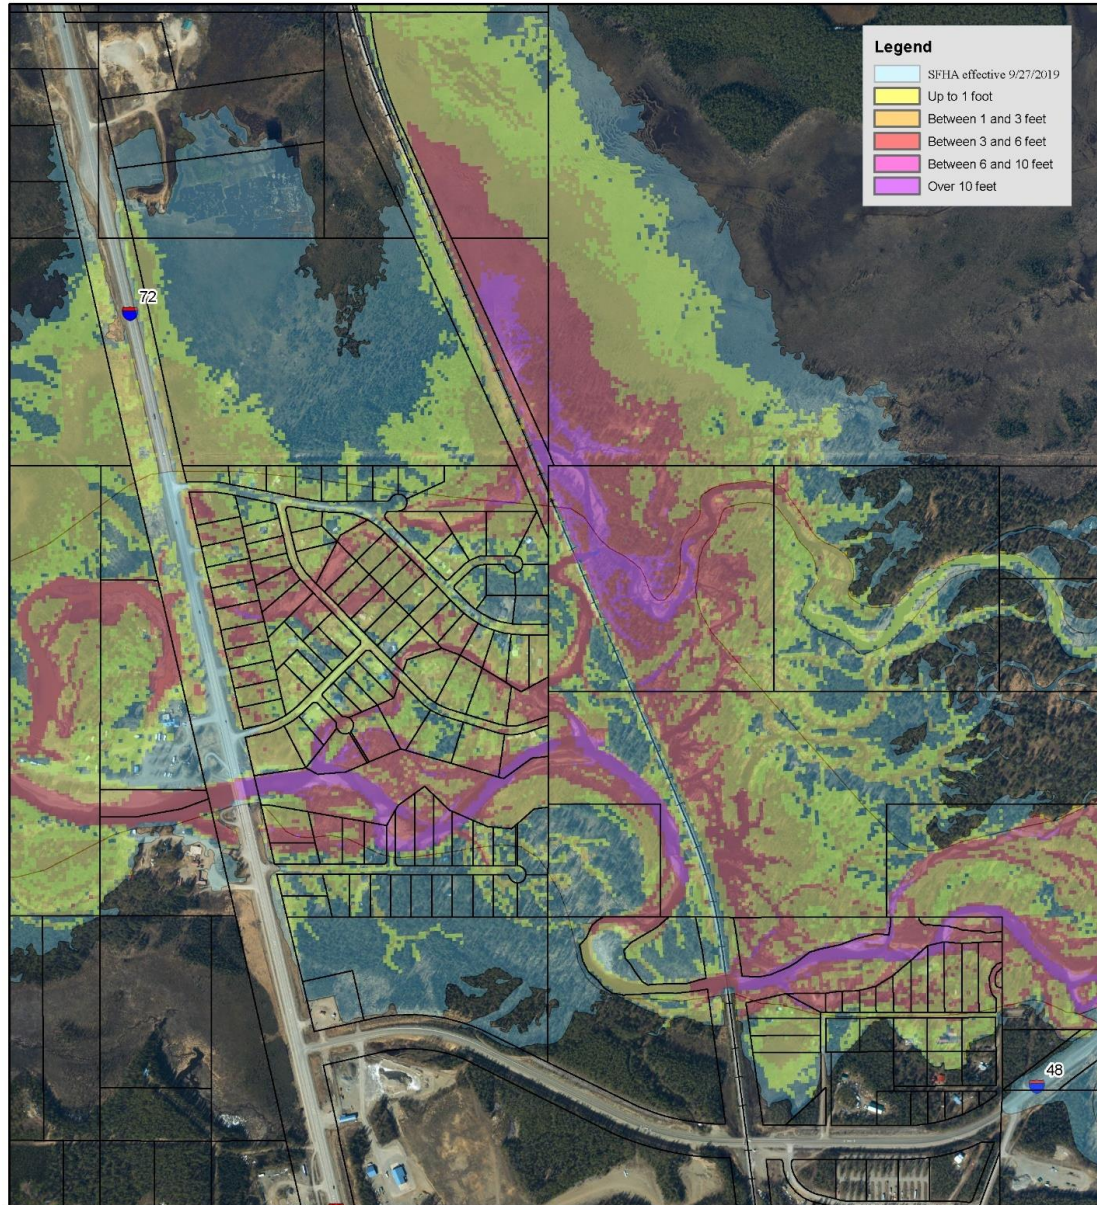 Legend
SFHA effective 9/27/2019
Up to 1 foot
Between 1 and 3 feet
Between 3 and 6 feet
Between 6 and 10 feet
Over 10 feet
72
48